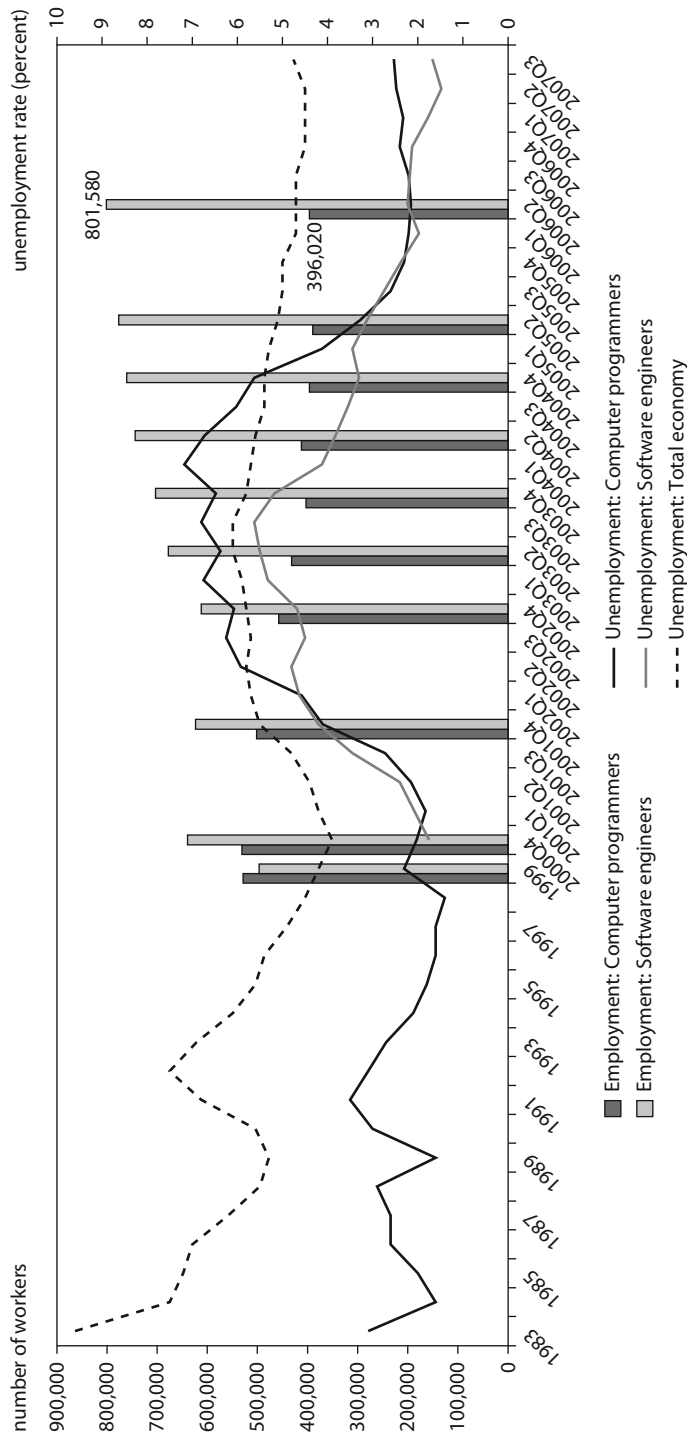 number of workers
unemployment rate (percent)
900,000
800,000
700,000
600,000
500,000
400,000
300,000
200,000
100,000
0
10
9
8
7
6
5
4
3
2
1
0
801,580
396,020
1983
1985
1987
1989
1991
1993
1995
1997
1999
2000Q4
2001Q1
2001Q2
2001Q3
2001Q4
2002Q1
2002Q2
2002Q3
2002Q4
2003Q1
2003Q2
2003Q3
2003Q4
2004Q1
2004Q2
2004Q3
2004Q4
2005Q1
2005Q2
2005Q3
2005Q4
2006Q1
2006Q2
2006Q3
2006Q4
2007Q1
2007Q2
2007Q3
Employment: Computer programmers
Employment: Software engineers
Unemployment: Computer programmers
Unemployment: Software engineers
Unemployment: Total economy